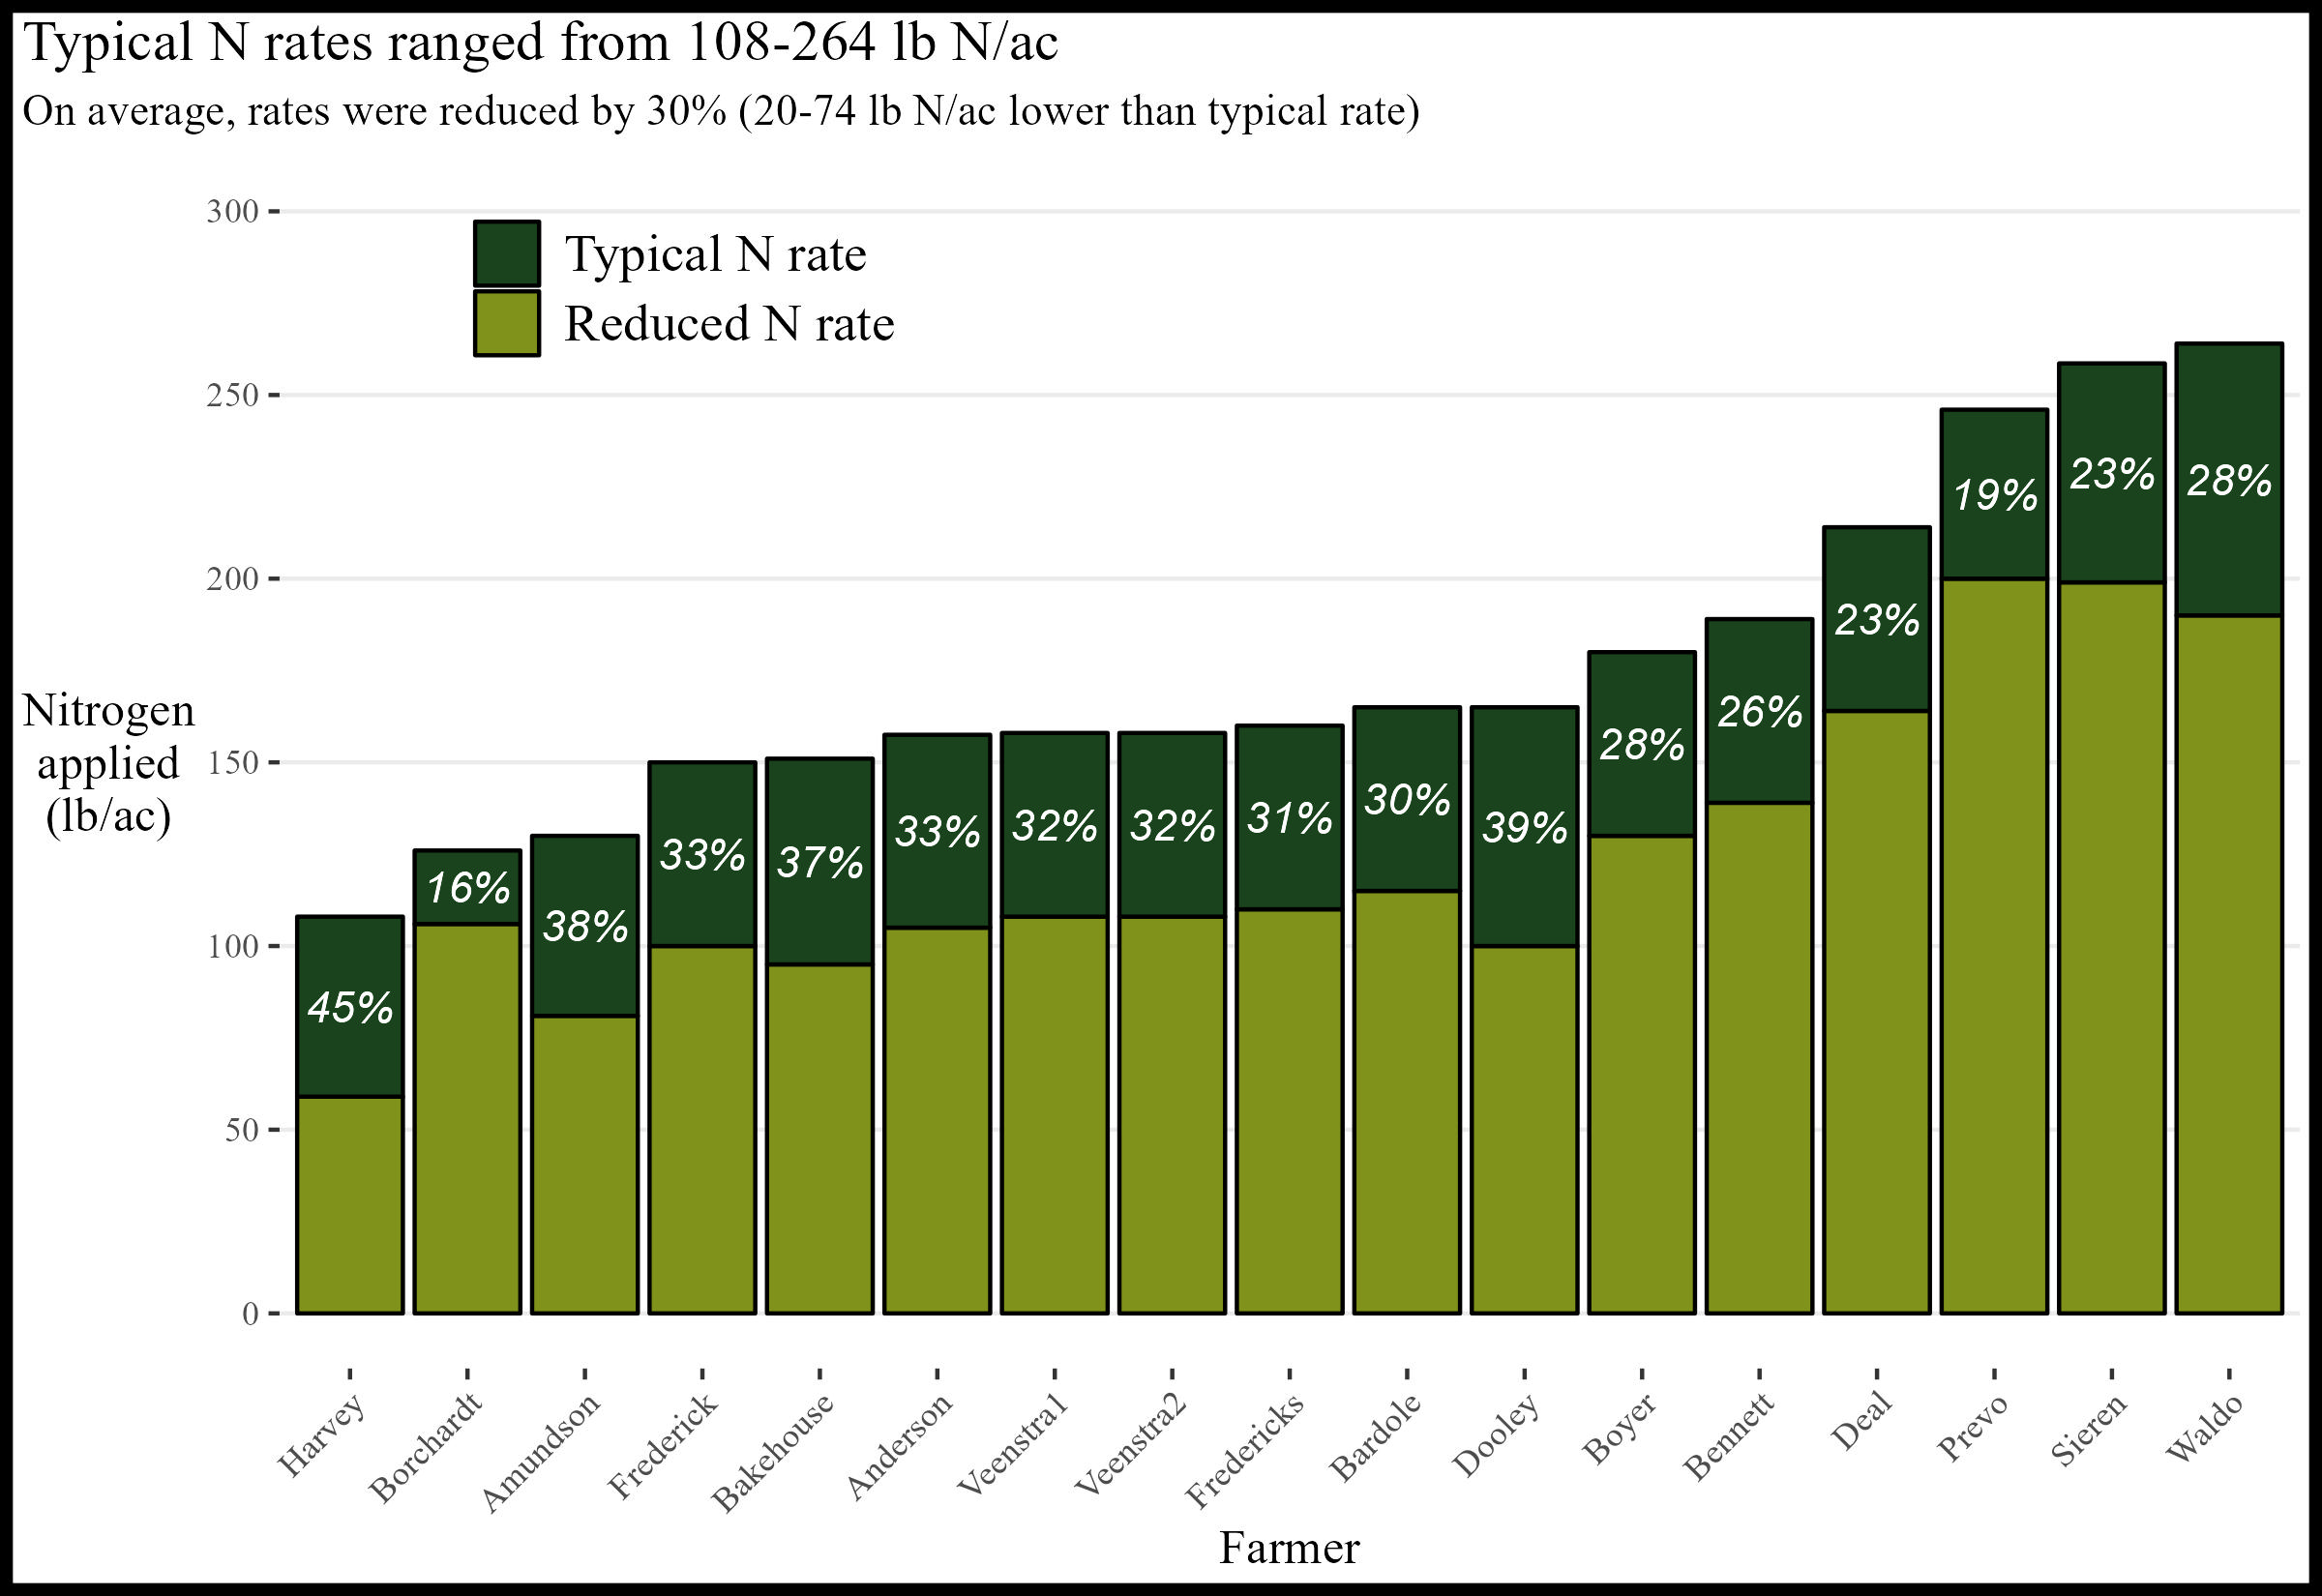 Typical N rates ranged from 108-264 lb N/ac
On average, rates were reduced by 30% (20-74 lb N/ac lower than typical rate)
Typical N rate
Reduced N rate
Nitrogen
applied
(lb/ac)
300
250
200
150
100
50
0
45%
16%
38%
33%
37%
33%
32%
32%
31%
30%
39%
28%
26%
23%
19%
23%
28%
Harvey
Borchardt
Amundson
Frederick
Bakehouse
Anderson
Veenstra1
Veenstra2
Fredericks
Bardole
Dooley
Boyer
Bennett
Deal
Prevo
Sieren
Waldo
Farmer